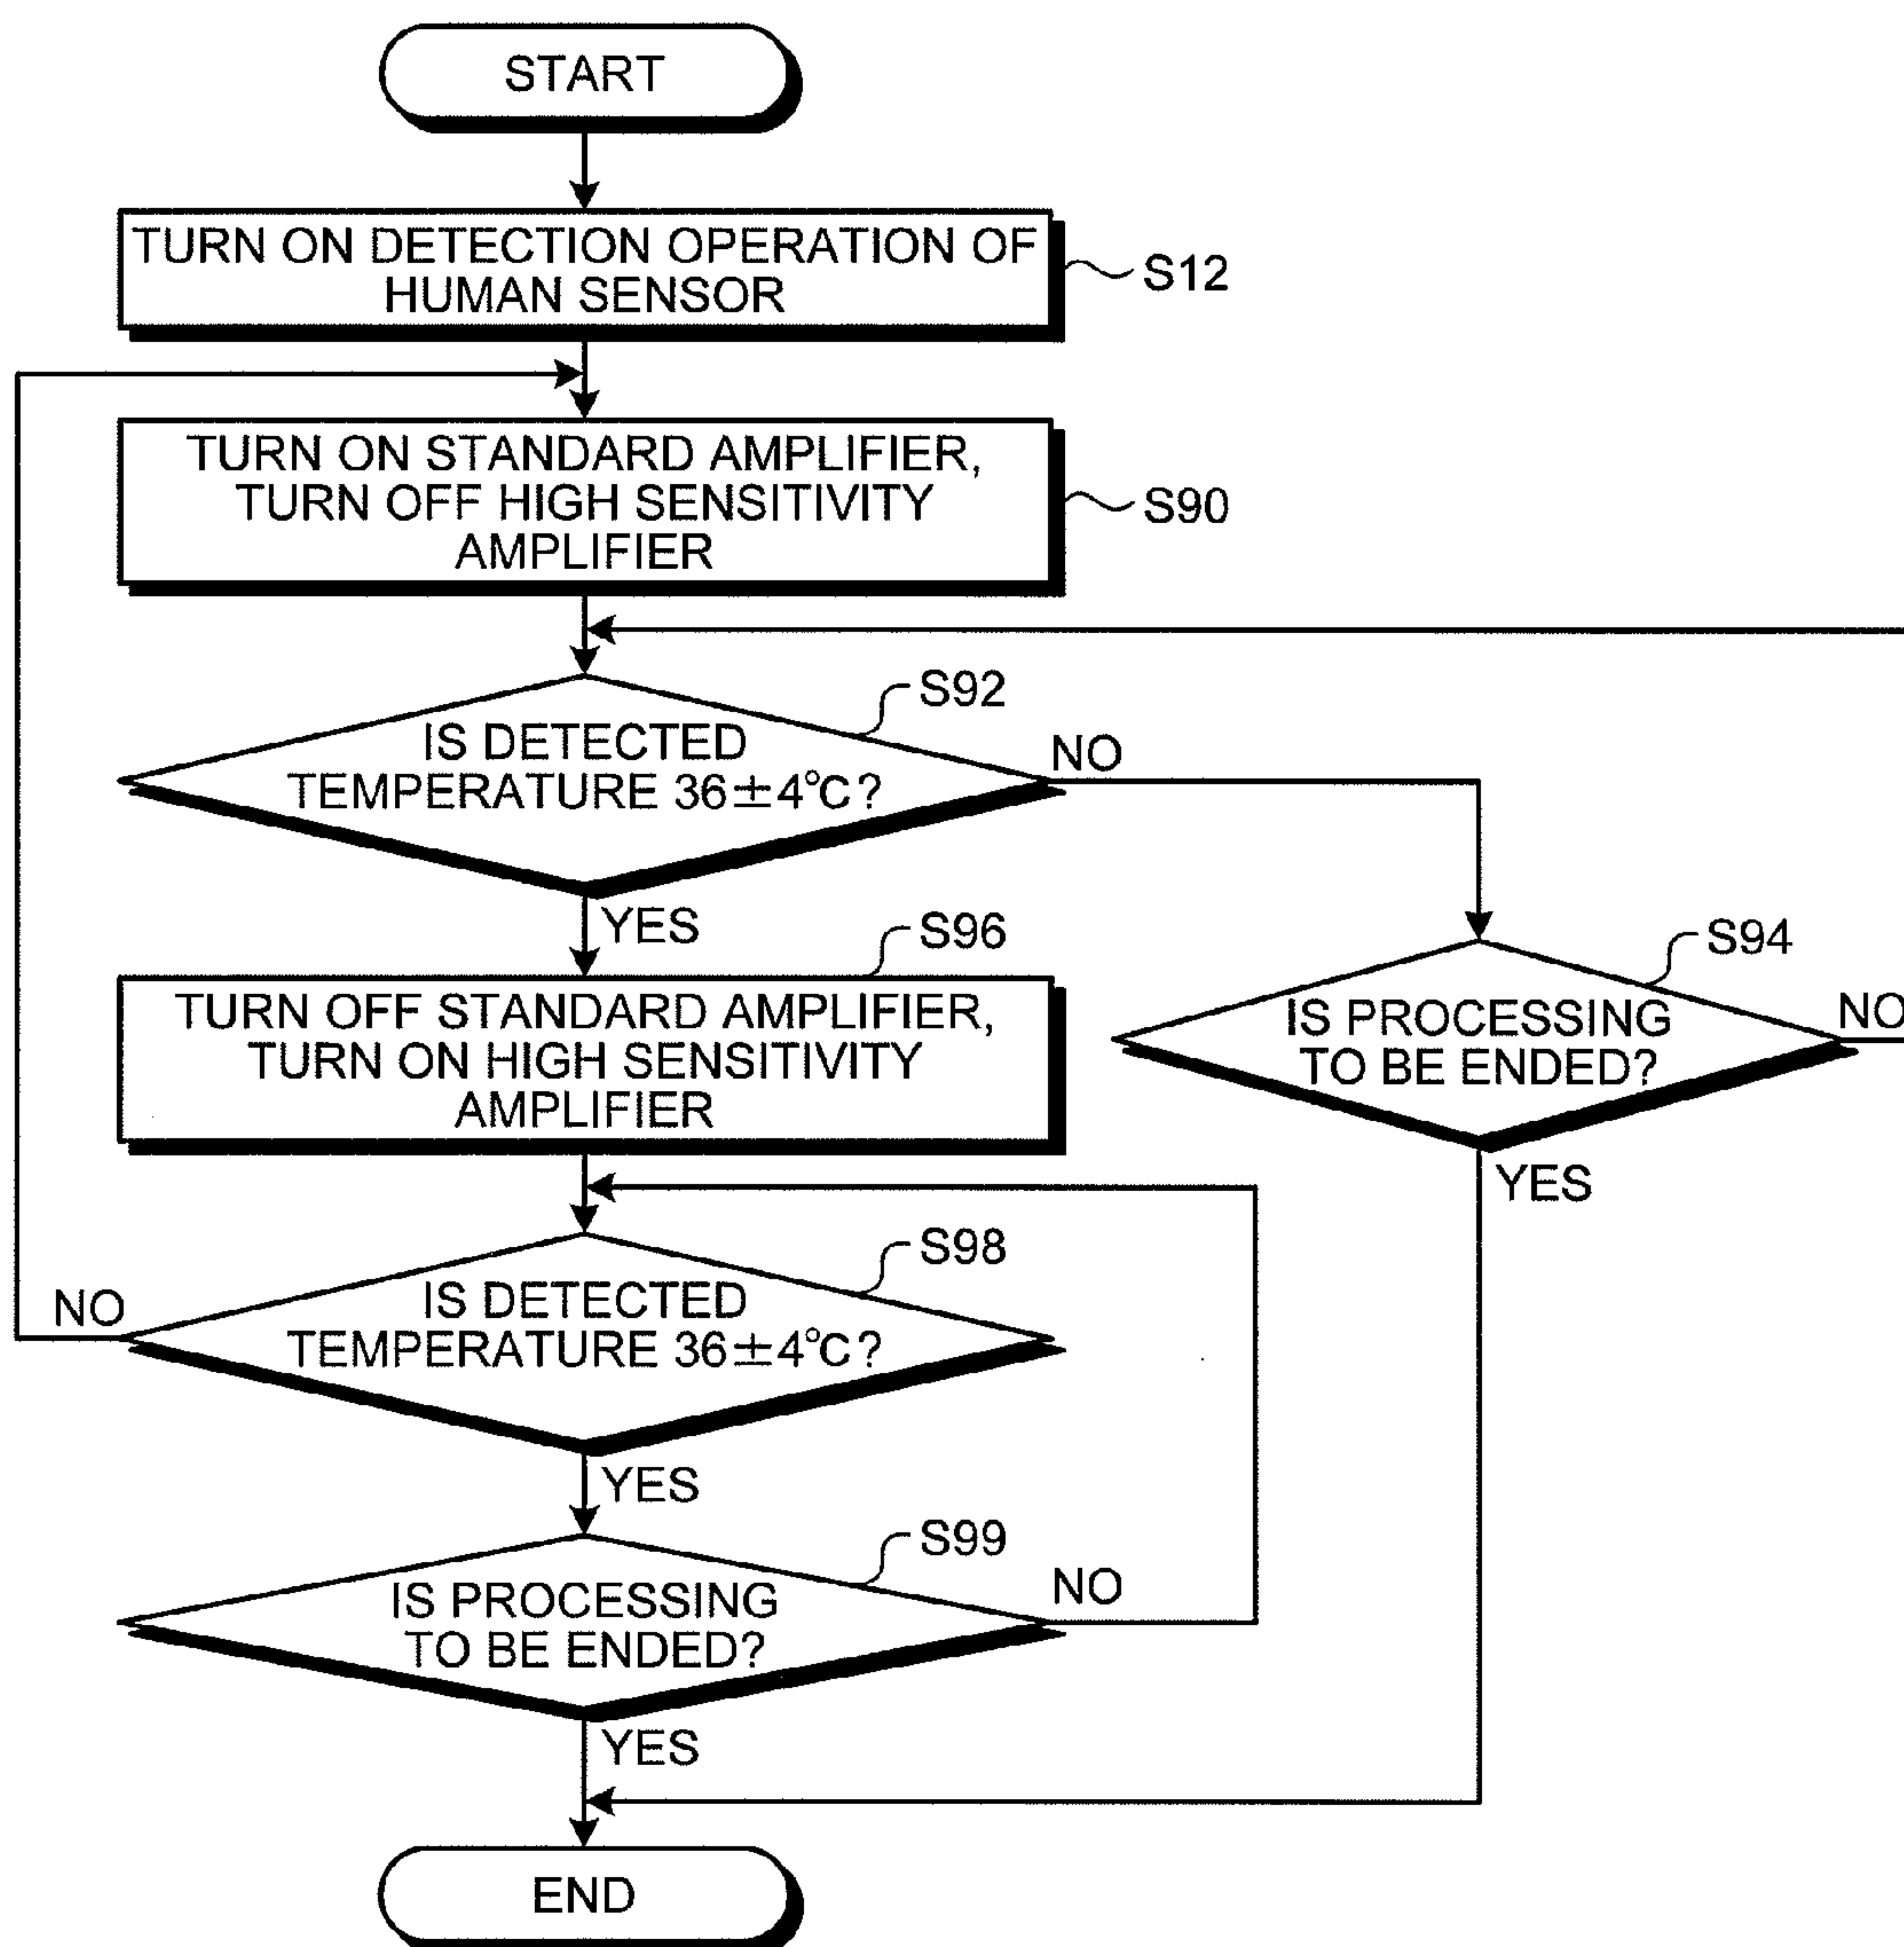 START
TURN ON DETECTION OPERATION OF
HUMAN SENSOR
S12
TURN ON STANDARD AMPLIFIER,
TURN OFF HIGH SENSITIVITY
AMPLIFIER
S90
S92
IS DETECTED
TEMPERATURE 36±4°C?
NO
YES
S96
S94
TURN OFF STANDARD AMPLIFIER,
TURN ON HIGH SENSITIVITY
AMPLIFIER
IS PROCESSING
TO BE ENDED?
NO
YES
S98
IS DETECTED
TEMPERATURE 36±4°C?
NO
YES
S99
IS PROCESSING
TO BE ENDED?
NO
YES
END